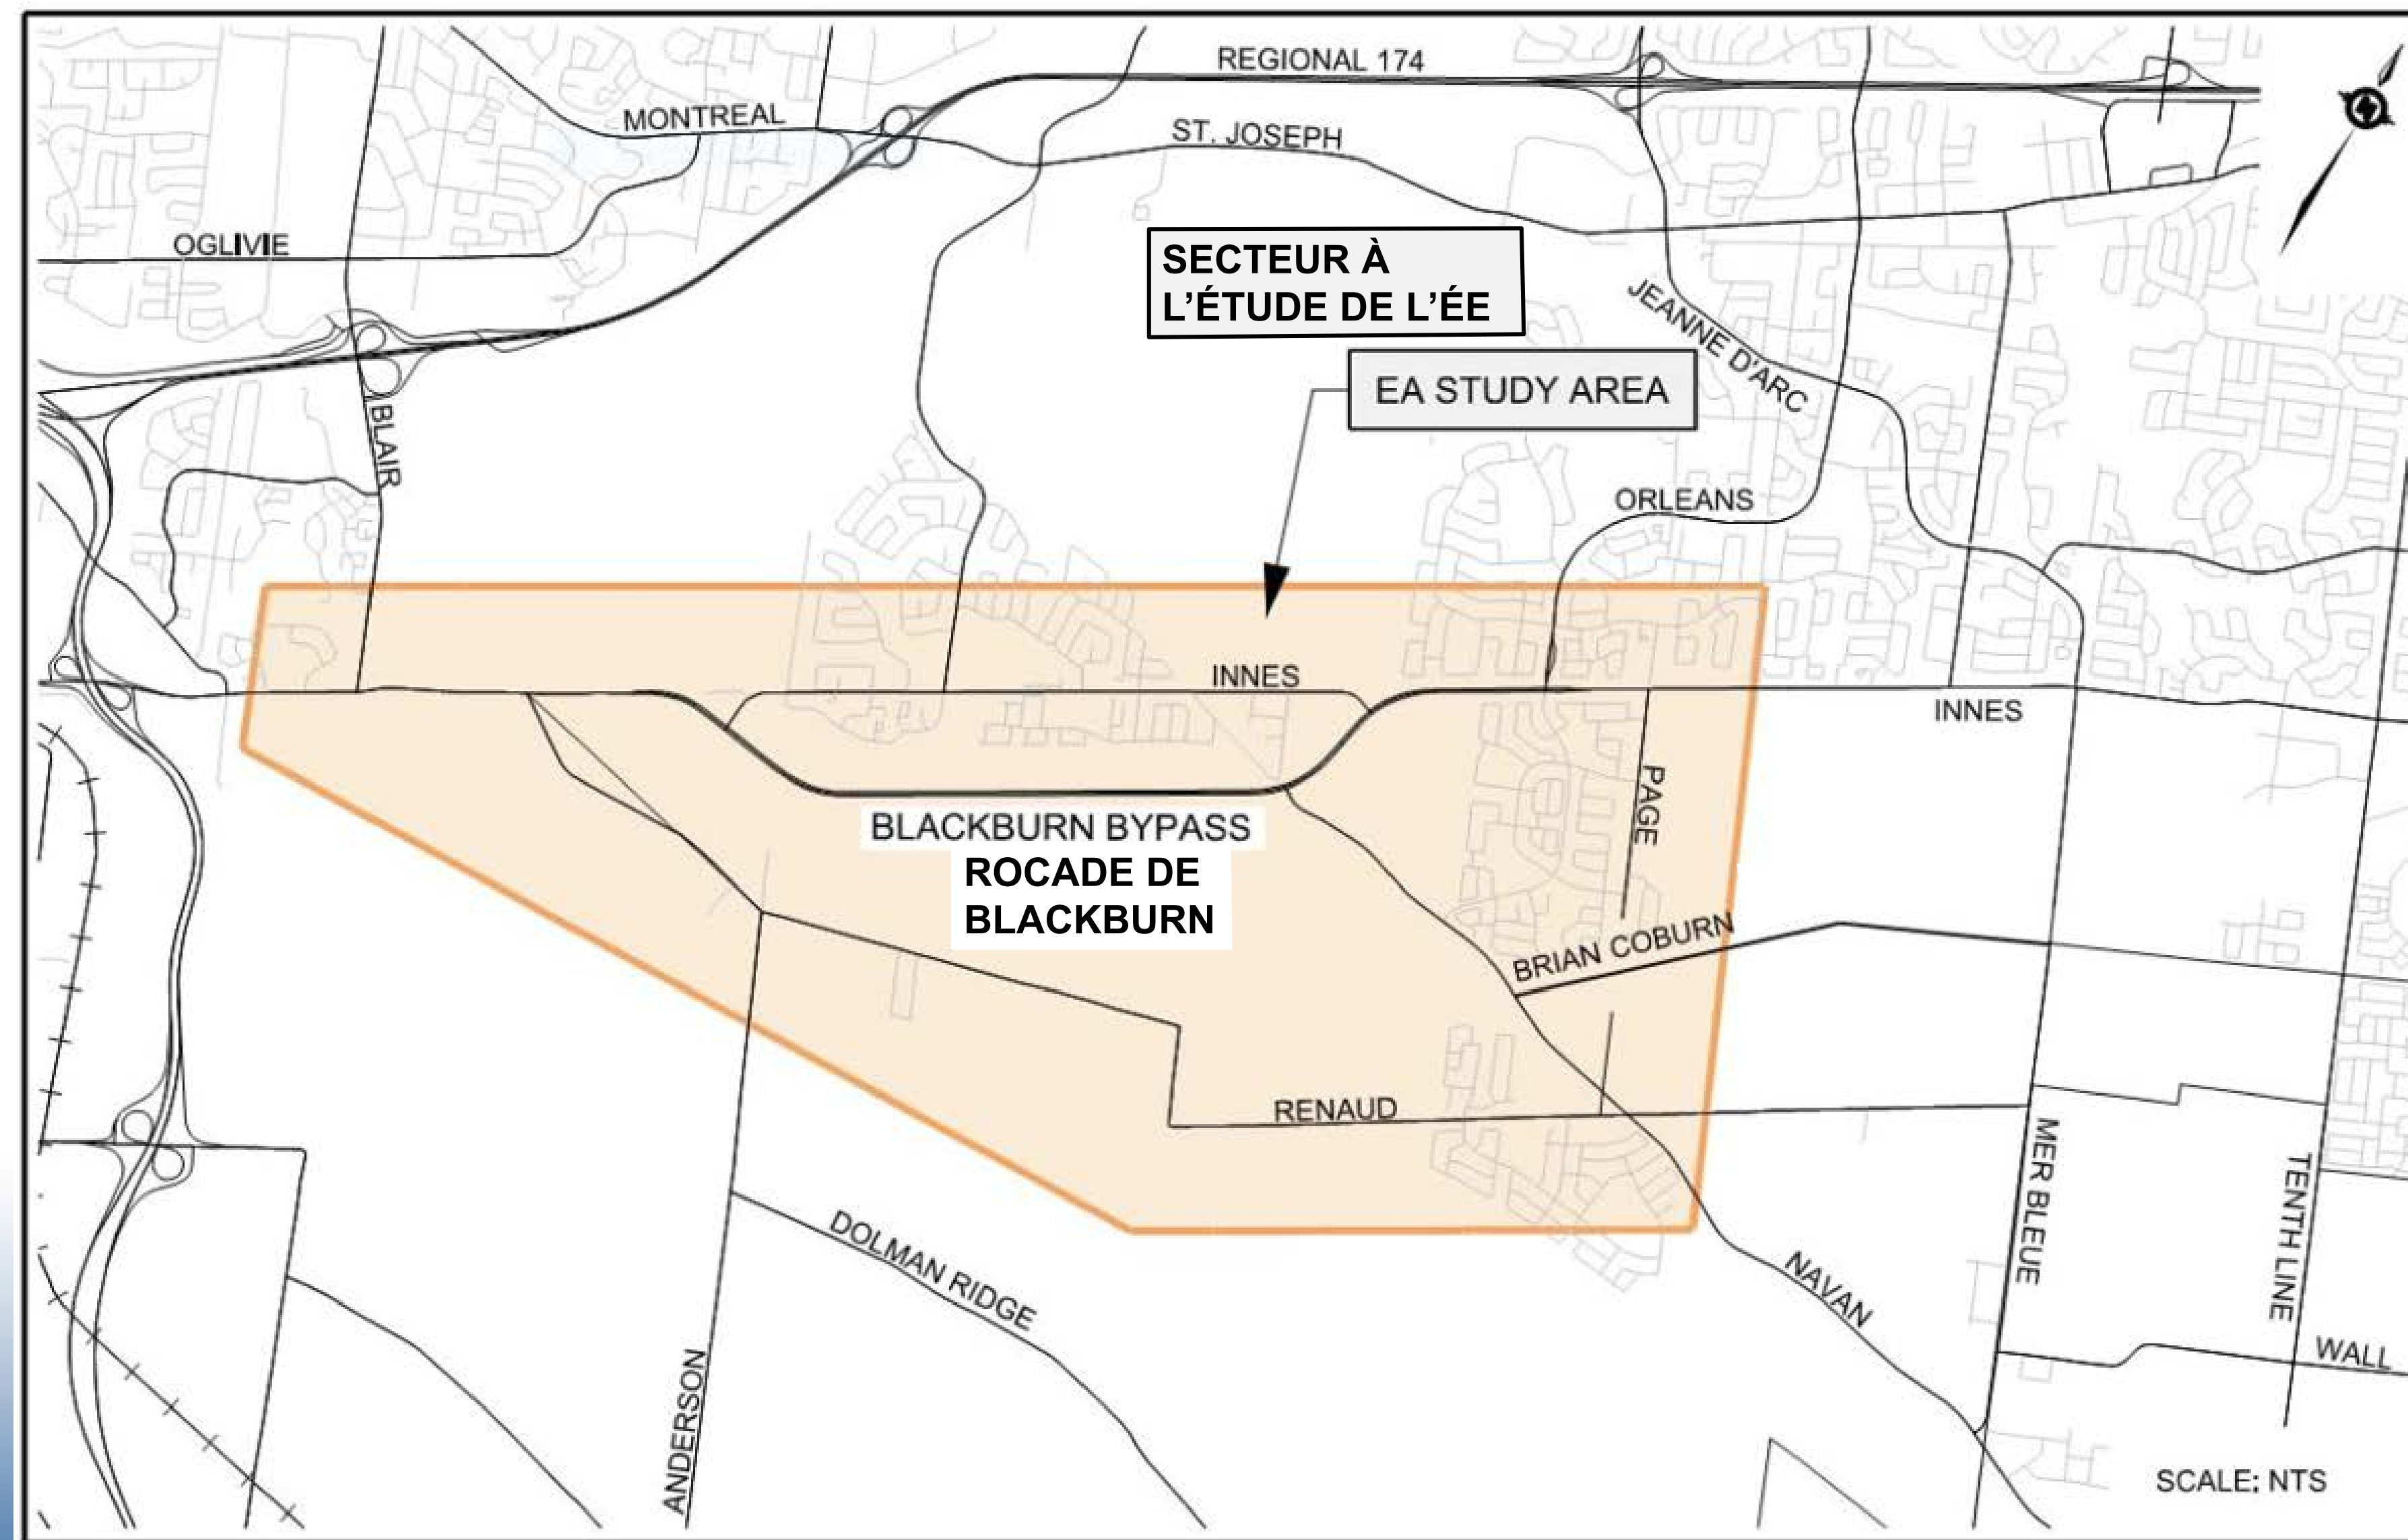 REGIONAL 174
MONTREAL
ST. JOSEPH
OGLIVIE
SECTEUR À
L'ÉTUDE DE L'ÉE
JEANNE D'ARC
EA STUDY AREA
BLAIR
ORLEANS
INNES
INNES
PAGE
BLACKBURN BYPASS
ROCADE DE
BLACKBURN
BRIAN COBURN
RENAUD
MER BLEUE
TENTH LINE
DOLMAN RIDGE
NAVAN
WALL
ANDERSON
SCALE: NTS